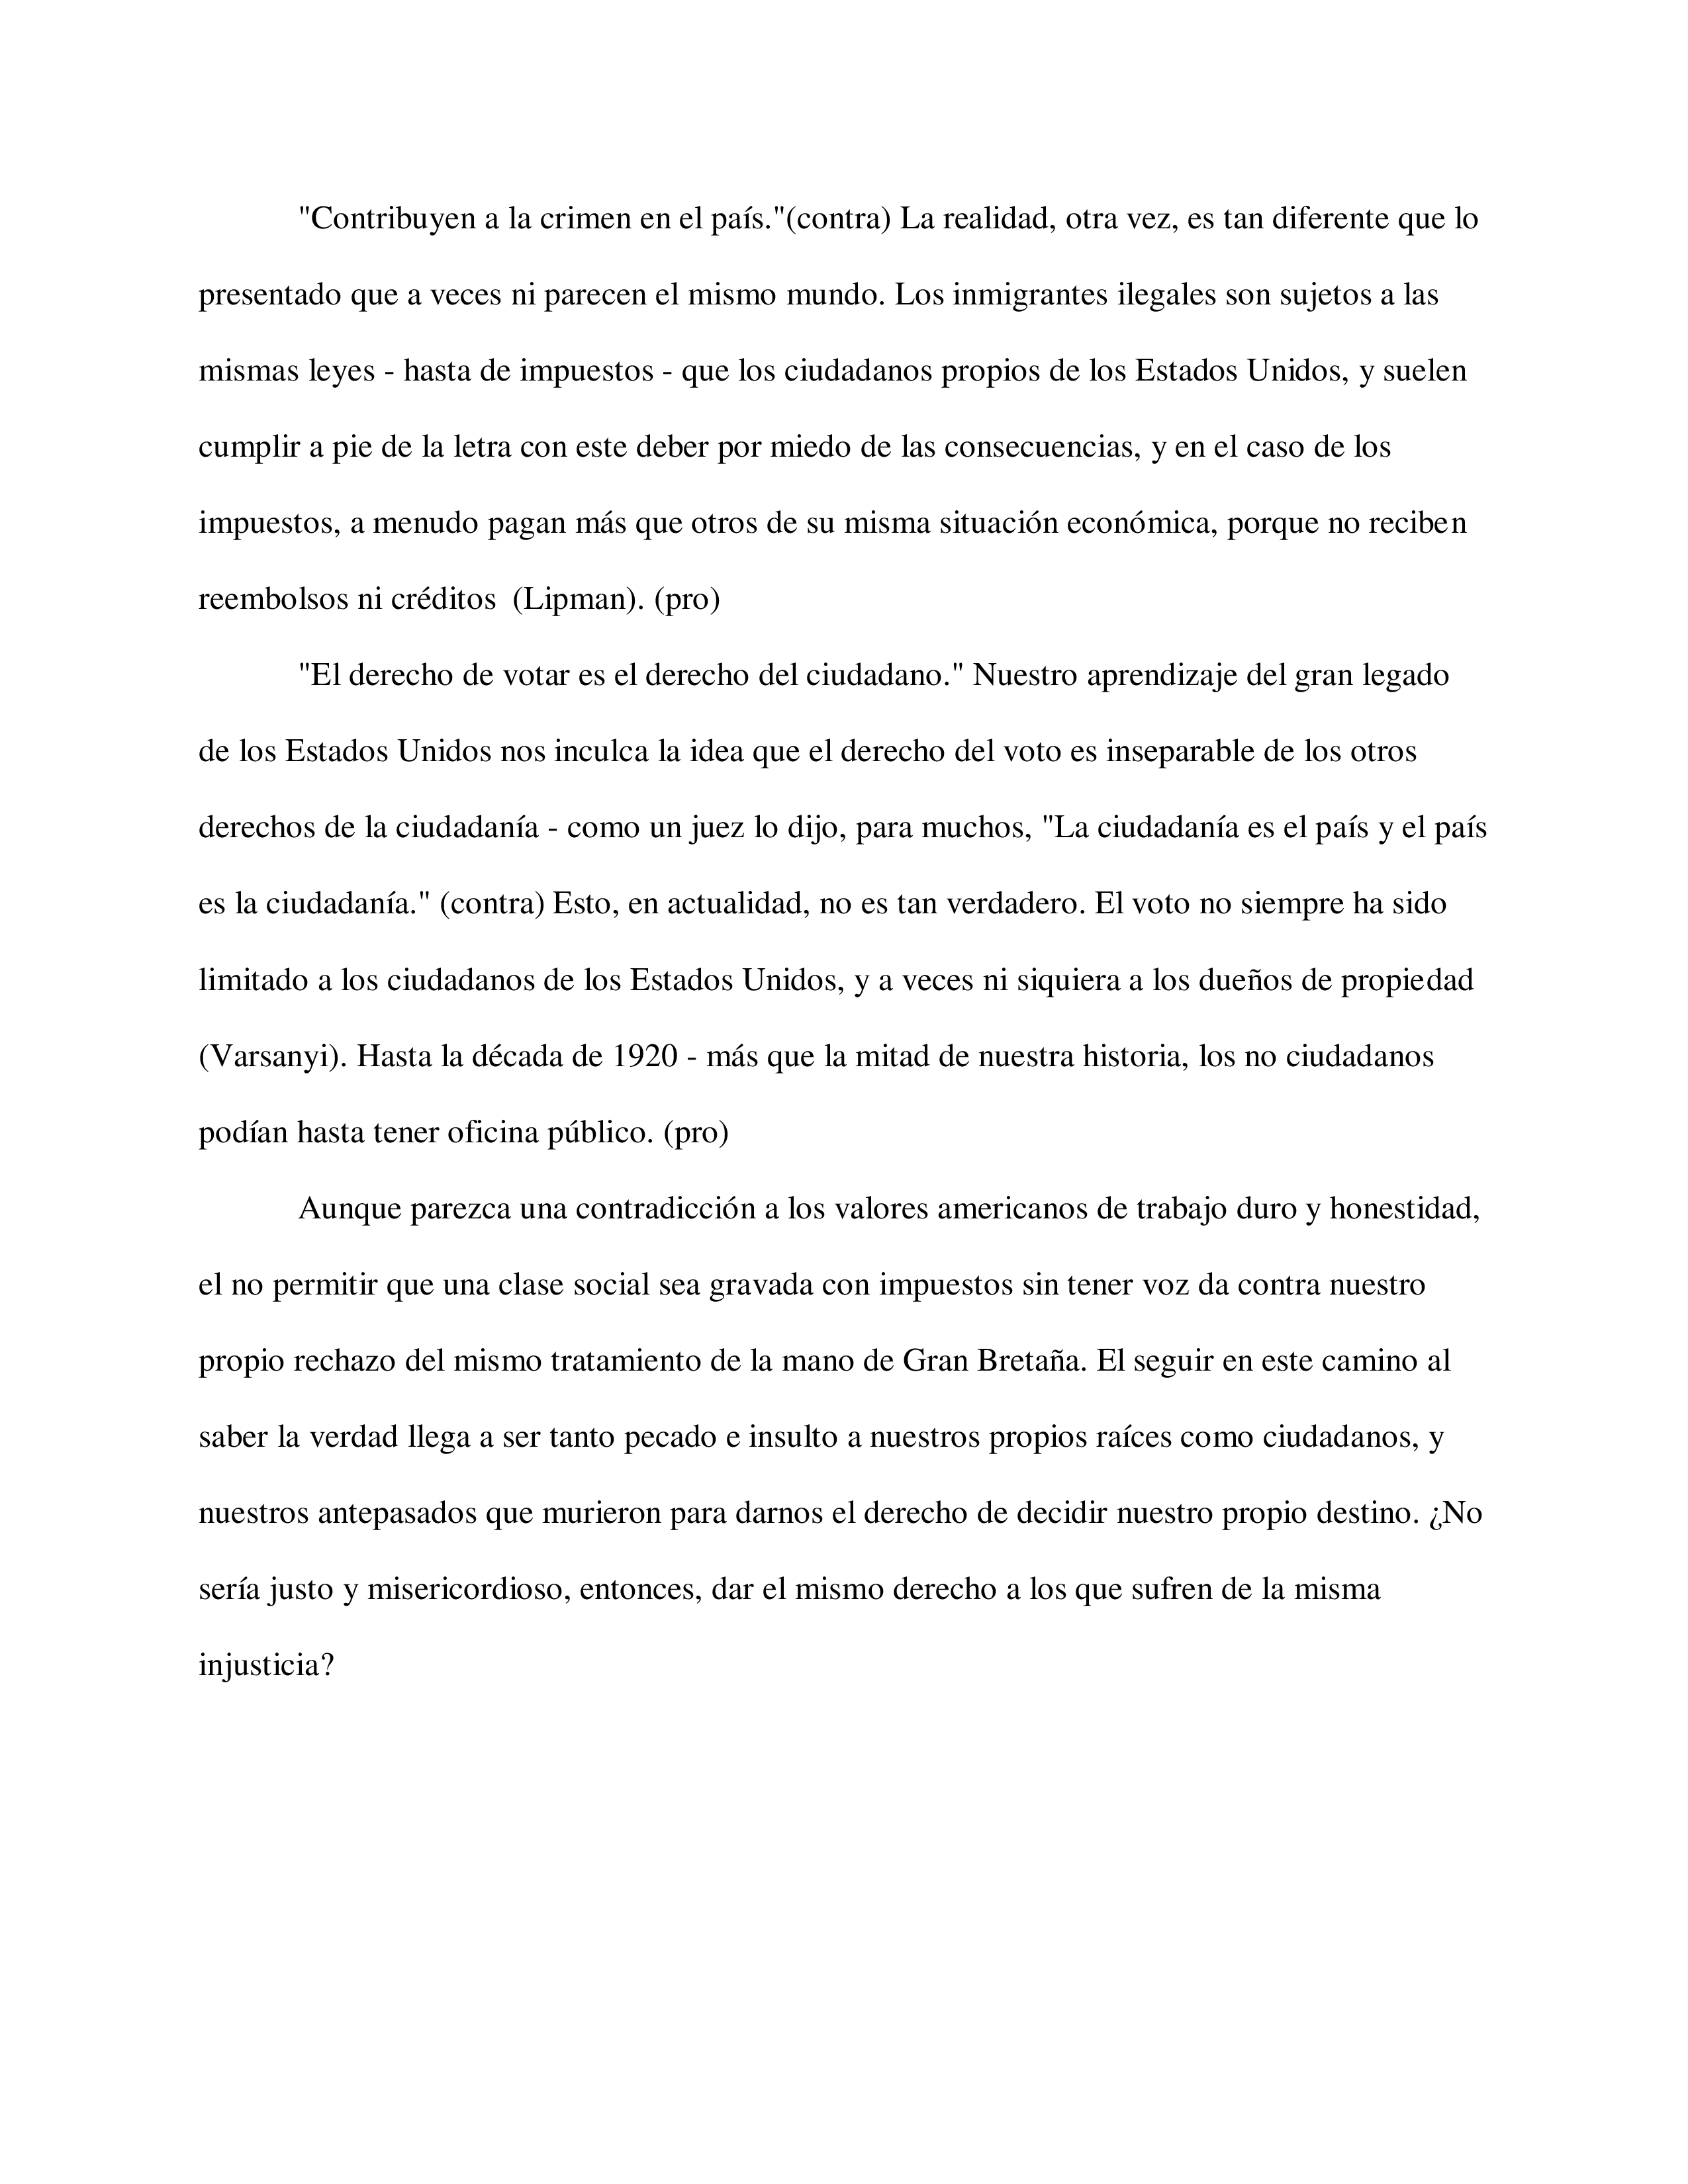 "Contribuyen a la crimen en el país."(contra) La realidad, otra vez, es tan diferente que lo
presentado que a veces ni parecen el mismo mundo. Los inmigrantes ilegales son sujetos a las
mismas leyes - hasta de impuestos - que los ciudadanos propios de los Estados Unidos, y suelen
cumplir a pie de la letra con este deber por miedo de las consecuencias, y en el caso de los
impuestos, a menudo pagan más que otros de su misma situación económica, porque no reciben
reembolsos ni créditos  (Lipman). (pro)
"El derecho de votar es el derecho del ciudadano." Nuestro aprendizaje del gran legado
de los Estados Unidos nos inculca la idea que el derecho del voto es inseparable de los otros
derechos de la ciudadanía - como un juez lo dijo, para muchos, "La ciudadanía es el país y el país
es la ciudadanía." (contra) Esto, en actualidad, no es tan verdadero. El voto no siempre ha sido
limitado a los ciudadanos de los Estados Unidos, y a veces ni siquiera a los dueños de propiedad
(Varsanyi). Hasta la década de 1920 - más que la mitad de nuestra historia, los no ciudadanos
podían hasta tener oficina público. (pro)
Aunque parezca una contradicción a los valores americanos de trabajo duro y honestidad,
el no permitir que una clase social sea gravada con impuestos sin tener voz da contra nuestro
propio rechazo del mismo tratamiento de la mano de Gran Bretaña. El seguir en este camino al
saber la verdad llega a ser tanto pecado e insulto a nuestros propios raíces como ciudadanos, y
nuestros antepasados que murieron para darnos el derecho de decidir nuestro propio destino. ¿No
sería justo y misericordioso, entonces, dar el mismo derecho a los que sufren de la misma
injusticia?